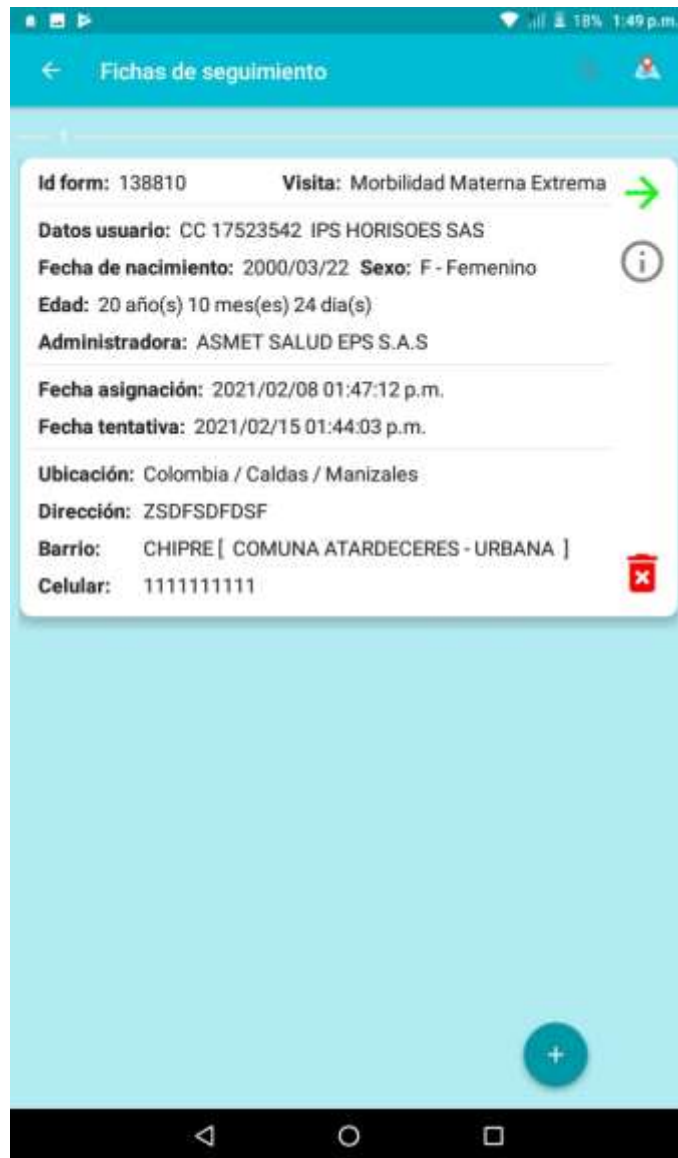 18% 1:49 p.m.
Fichas de seguimiento
1
Id form: 138810 Visita: Morbilidad Materna Extrema
Datos usuario: CC 17523542 IPS HORISOES SAS
Fecha de nacimiento: 2000/03/22 Sexo: F - Femenino
Edad: 20 año(s) 10 mes(es) 24 dia(s)
Administradora: ASMET SALUD EPS S.A.S
Fecha asignación: 2021/02/08 01:47:12 p.m.
Fecha tentativa: 2021/02/15 01:44:03 p.m.
Ubicación: Colombia / Caldas / Manizales
Dirección: ZSDFSDFDSF
Barrio: CHIPRE [ COMUNA ATARDECERES - URBANA ]
Celular: 1111111111